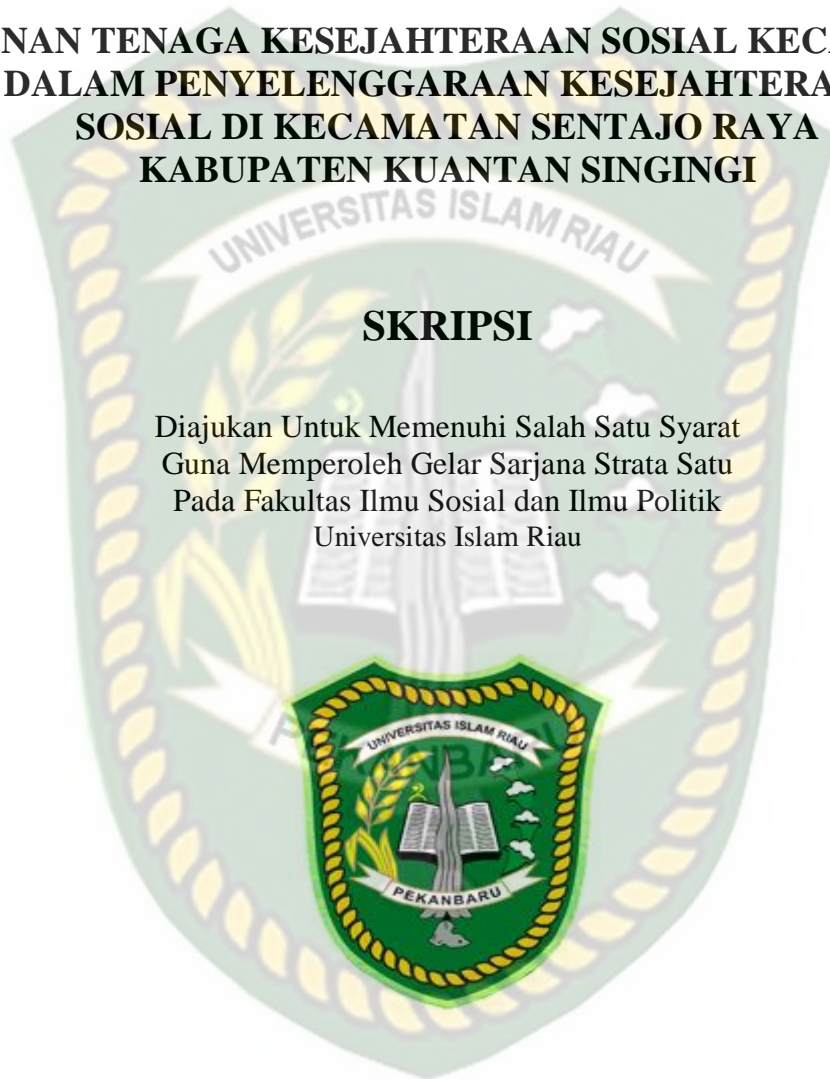 NAN TENAGA KESEJAHTERAAN SOSIAL KECA
DALAM PENYELENGGARAAN KESEJAHTERA
SOSIAL DI KECAMATAN SENTAJO RAYA
KABUPATEN KUANTAN SINGINGI
UNIVERSITAS ISLAM RIAU
SKRIPSI
Diajukan Untuk Memenuhi Salah Satu Syarat
Guna Memperoleh Gelar Sarjana Strata Satu
Pada Fakultas Ilmu Sosial dan Ilmu Politik
Universitas Islam Riau
UNIVERSITAS ISLAM RIAU
PEKANBARU
PEKANBARU